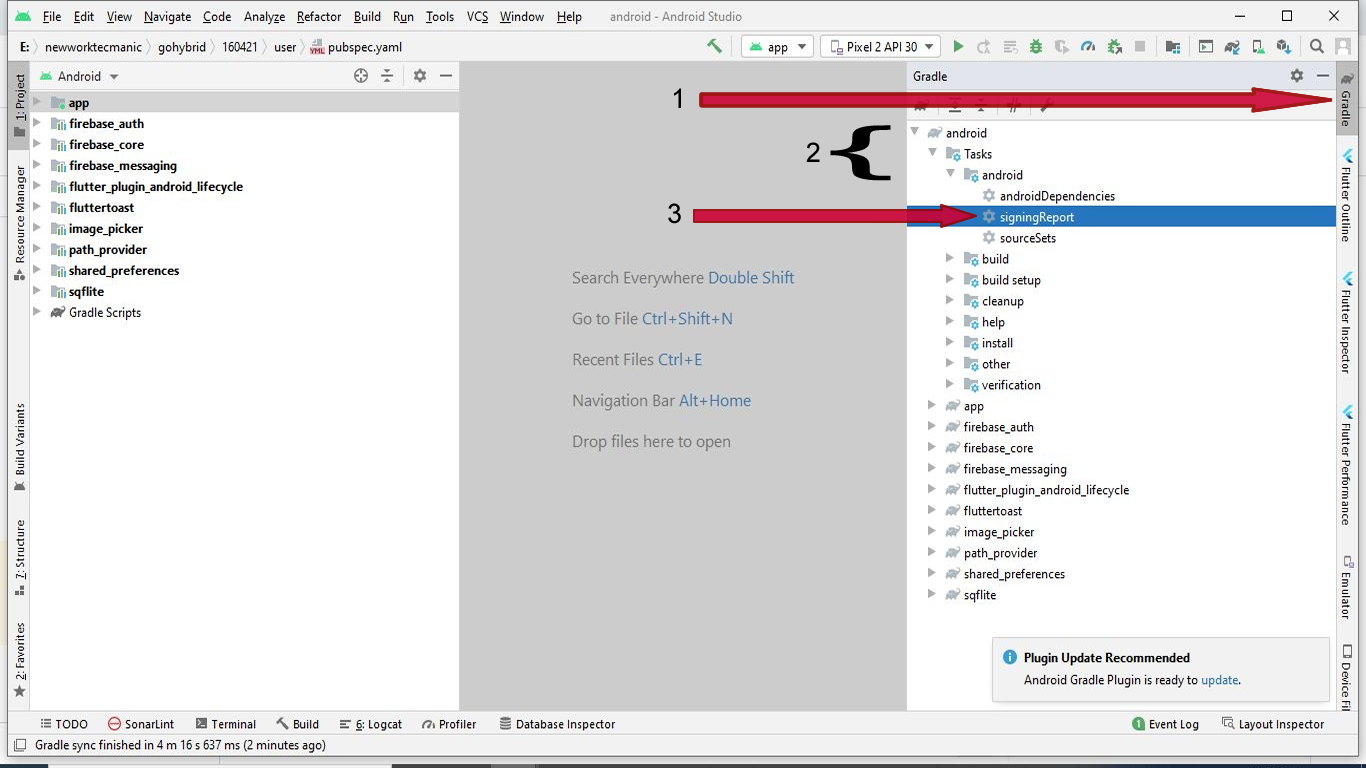 File Edit View Navigate Code Analyze Refactor Build Run Tools VCS Window Help android - Android Studio
E: newworktecmanic gohybrid 160421 user pubspec.yaml app Pixel 2 API 30
1: Project
Resource Manager
Build Variants
7: Structure
2: Favorites
Android
app
firebase_auth
firebase_core
firebase_messaging
flutter_plugin_android_lifecycle
fluttertoast
image_picker
path_provider
shared_preferences
sqflite
Gradle Scripts
1
2
3
Search Everywhere Double Shift
Go to File Ctrl+Shift+N
Recent Files Ctrl+E
Navigation Bar Alt+Home
Drop files here to open
Gradle
android
Tasks
android
androidDependencies
signingReport
sourceSets
build
build setup
cleanup
help
install
other
verification
app
firebase_auth
firebase_core
firebase_messaging
flutter_plugin_android_lifecycle
fluttertoast
image_picker
path_provider
shared_preferences
sqflite
Plugin Update Recommended
Android Gradle Plugin is ready to update.
Gradle
Flutter Outline
Flutter Inspector
Flutter Performance
Emulator
Device Fil
TODO SonarLint Terminal Build 6: Logcat Profiler Database Inspector 1 Event Log Layout Inspector
Gradle sync finished in 4 m 16 s 637 ms (2 minutes ago)